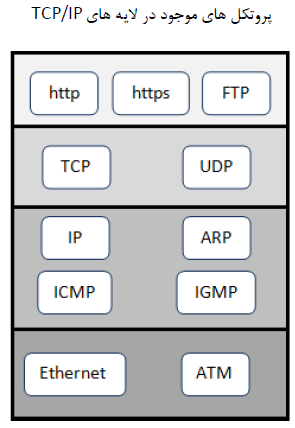 پروتکل های موجود در لایه های TCP/IP
http https FTP
TCP UDP
IP ARP
ICMP IGMP
Ethernet ATM